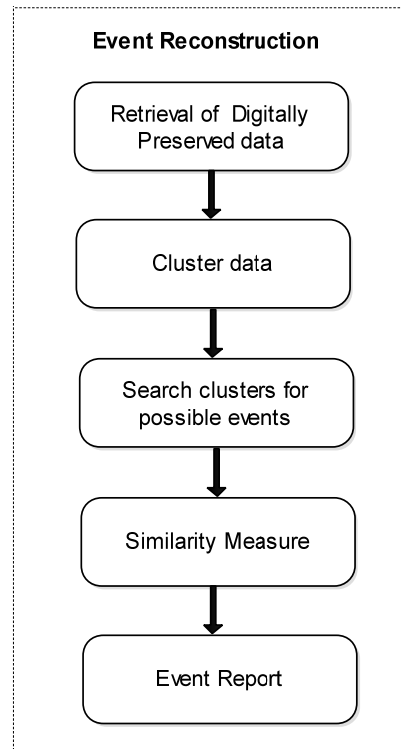 Event Reconstruction
Retrieval of Digitally
Preserved data
Cluster data
Search clusters for
possible events
Similarity Measure
Event Report